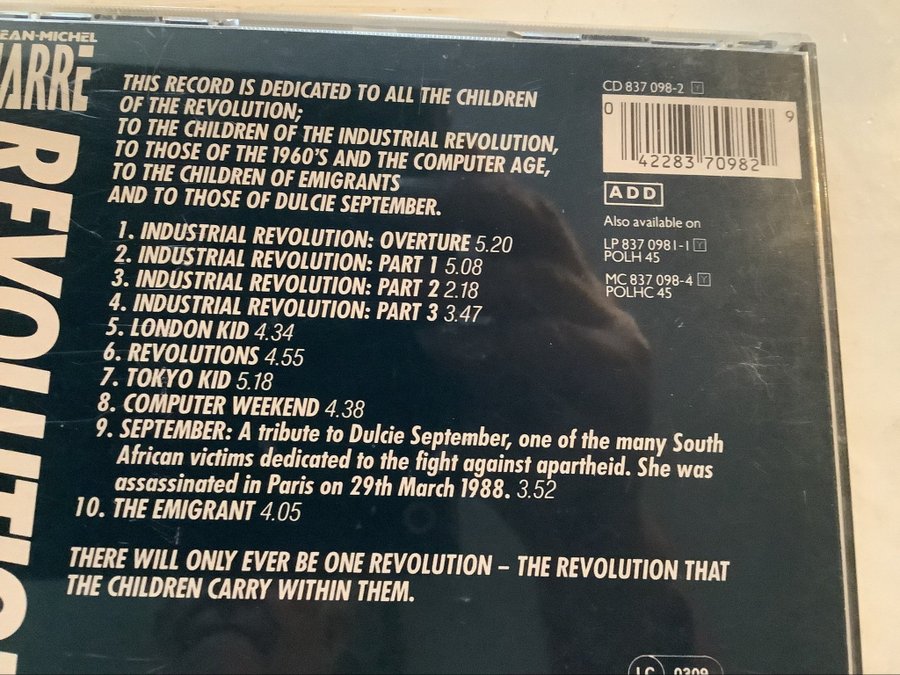 EAN-MICHEL
JARRE
THIS RECORD IS DEDICATED TO ALL THE CHILDREN
OF THE REVOLUTION;
TO THE CHILDREN OF THE INDUSTRIAL REVOLUTION,
TO THOSE OF THE 1960'S AND THE COMPUTER AGE,
TO THE CHILDREN OF EMIGRANTS
AND TO THOSE OF DULCIE SEPTEMBER.
1. INDUSTRIAL REVOLUTION: OVERTURE 5.20
2. INDUSTRIAL REVOLUTION: PART 1 5.08
3. INDUSTRIAL REVOLUTION: PART 2 2.18
4. INDUSTRIAL REVOLUTION: PART 3 3.47
5. LONDON KID 4.34
6. REVOLUTIONS 4.55
7. TOKYO KID 5.18
8. COMPUTER WEEKEND 4.38
9. SEPTEMBER: A tribute to Dulcie September, one of the many South
African victims dedicated to the fight against apartheid. She was
assassinated in Paris on 29th March 1988. 3.52
10. THE EMIGRANT 4.05
THERE WILL ONLY EVER BE ONE REVOLUTION – THE REVOLUTION THAT
THE CHILDREN CARRY WITHIN THEM.
REVOLUTIO
CD 837 098-2 Y
0 42283 70982 9
ADD
Also available on
LP 837 0981-1 Y
POLH 45
MC 837 098-4 Y
POLHC 45
LC 0309